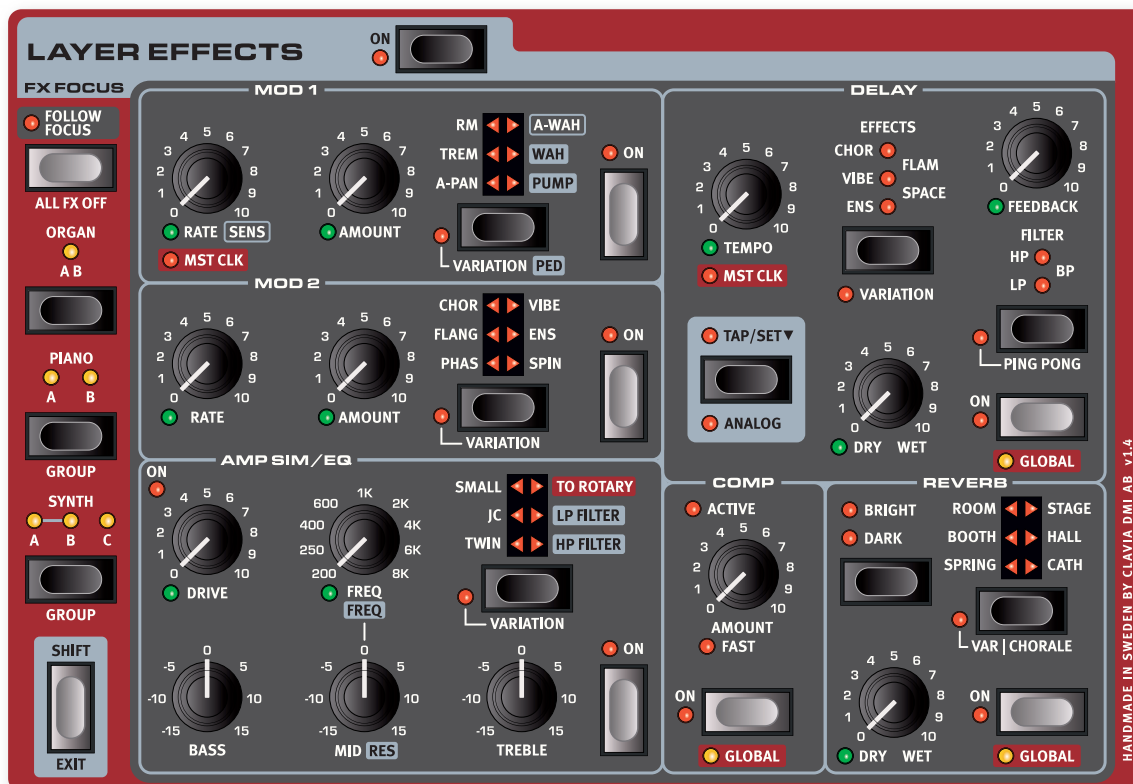 LAYER EFFECTS
ON
FX FOCUS
FOLLOW
FOCUS
ALL FX OFF
ORGAN
A B
PIANO
A B
GROUP
SYNTH
A B C
GROUP
SHIFT
EXIT
MOD 1
0 1 2 3 4 5 6 7 8 9 10
RATE SENS
MST CLK
0 1 2 3 4 5 6 7 8 9 10
AMOUNT
RM A-WAH
TREM WAH
A-PAN PUMP
VARIATION PED
ON
MOD 2
0 1 2 3 4 5 6 7 8 9 10
RATE
0 1 2 3 4 5 6 7 8 9 10
AMOUNT
CHOR VIBE
FLANG ENS
PHAS SPIN
VARIATION
ON
AMP SIM/EQ
ON
0 1 2 3 4 5 6 7 8 9 10
DRIVE
200 250 400 600 1K 2K 4K 6K 8K
FREQ
FREQ
SMALL TO ROTARY
JC LP FILTER
TWIN HP FILTER
VARIATION
-15 -10 -5 0 5 10 15
BASS
-15 -10 -5 0 5 10 15
MID RES
-15 -10 -5 0 5 10 15
TREBLE
ON
DELAY
0 1 2 3 4 5 6 7 8 9 10
TEMPO
MST CLK
EFFECTS
CHOR
FLAM
VIBE
SPACE
ENS
VARIATION
0 1 2 3 4 5 6 7 8 9 10
FEEDBACK
FILTER
HP
BP
LP
PING PONG
TAP/SET▼
ANALOG
0 1 2 3 4 5 6 7 8 9 10
DRY WET
ON
GLOBAL
COMP
ACTIVE
0 1 2 3 4 5 6 7 8 9 10
AMOUNT
FAST
ON
GLOBAL
REVERB
BRIGHT
DARK
ROOM STAGE
BOOTH HALL
SPRING CATH
VAR | CHORALE
0 1 2 3 4 5 6 7 8 9 10
DRY WET
ON
GLOBAL
HANDMADE IN SWEDEN BY CLAVIA DMI AB v1.4